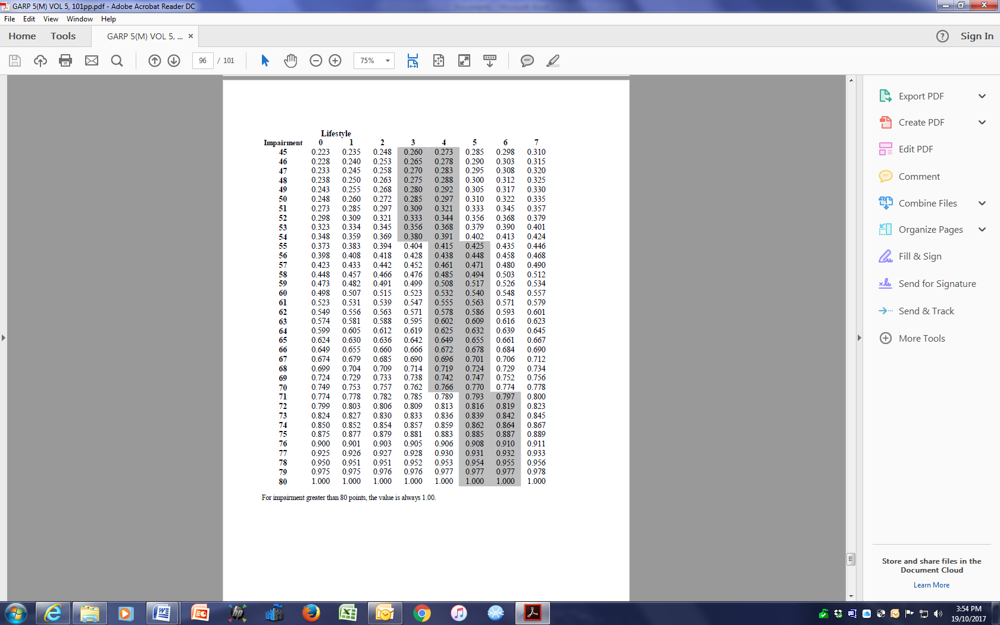 GARP 5(M) VOL 5, 101pp.pdf - Adobe Acrobat Reader DC
File Edit View Window Help
Home Tools GARP 5(M) VOL 5, ... × Sign In
96 / 101 75%
Lifestyle
Impairment 0 1 2 3 4 5 6 7
45 0.223 0.235 0.248 0.260 0.273 0.285 0.298 0.310
46 0.228 0.240 0.253 0.265 0.278 0.290 0.303 0.315
47 0.233 0.245 0.258 0.270 0.283 0.295 0.308 0.320
48 0.238 0.250 0.263 0.275 0.288 0.300 0.312 0.325
49 0.243 0.255 0.268 0.280 0.292 0.305 0.317 0.330
50 0.248 0.260 0.272 0.285 0.297 0.310 0.322 0.335
51 0.273 0.285 0.297 0.309 0.321 0.333 0.345 0.357
52 0.298 0.309 0.321 0.333 0.344 0.356 0.368 0.379
53 0.323 0.334 0.345 0.356 0.368 0.379 0.390 0.401
54 0.348 0.359 0.369 0.380 0.391 0.402 0.413 0.424
55 0.373 0.383 0.394 0.404 0.415 0.425 0.435 0.446
56 0.398 0.408 0.418 0.428 0.438 0.448 0.458 0.468
57 0.423 0.433 0.442 0.452 0.461 0.471 0.480 0.490
58 0.448 0.457 0.466 0.476 0.485 0.494 0.503 0.512
59 0.473 0.482 0.491 0.499 0.508 0.517 0.526 0.534
60 0.498 0.507 0.515 0.523 0.532 0.540 0.548 0.557
61 0.523 0.531 0.539 0.547 0.555 0.563 0.571 0.579
62 0.549 0.556 0.563 0.571 0.578 0.586 0.593 0.601
63 0.574 0.581 0.588 0.595 0.602 0.609 0.616 0.623
64 0.599 0.605 0.612 0.619 0.625 0.632 0.639 0.645
65 0.624 0.630 0.636 0.642 0.649 0.655 0.661 0.667
66 0.649 0.655 0.660 0.666 0.672 0.678 0.684 0.690
67 0.674 0.679 0.685 0.690 0.696 0.701 0.706 0.712
68 0.699 0.704 0.709 0.714 0.719 0.724 0.729 0.734
69 0.724 0.729 0.733 0.738 0.742 0.747 0.752 0.756
70 0.749 0.753 0.757 0.762 0.766 0.770 0.774 0.778
71 0.774 0.778 0.782 0.785 0.789 0.793 0.797 0.800
72 0.799 0.803 0.806 0.809 0.813 0.816 0.819 0.823
73 0.824 0.827 0.830 0.833 0.836 0.839 0.842 0.845
74 0.850 0.852 0.854 0.857 0.859 0.862 0.864 0.867
75 0.875 0.877 0.879 0.881 0.883 0.885 0.887 0.889
76 0.900 0.901 0.903 0.905 0.906 0.908 0.910 0.911
77 0.925 0.926 0.927 0.928 0.930 0.931 0.932 0.933
78 0.950 0.951 0.951 0.952 0.953 0.954 0.955 0.956
79 0.975 0.975 0.976 0.976 0.977 0.977 0.977 0.978
80 1.000 1.000 1.000 1.000 1.000 1.000 1.000 1.000
For impairment greater than 80 points, the value is always 1.00.
Export PDF
Create PDF
Edit PDF
Comment
Combine Files
Organize Pages
Fill & Sign
Send for Signature
Send & Track
More Tools
Store and share files in the
Document Cloud
Learn More
3:54 PM
19/10/2017